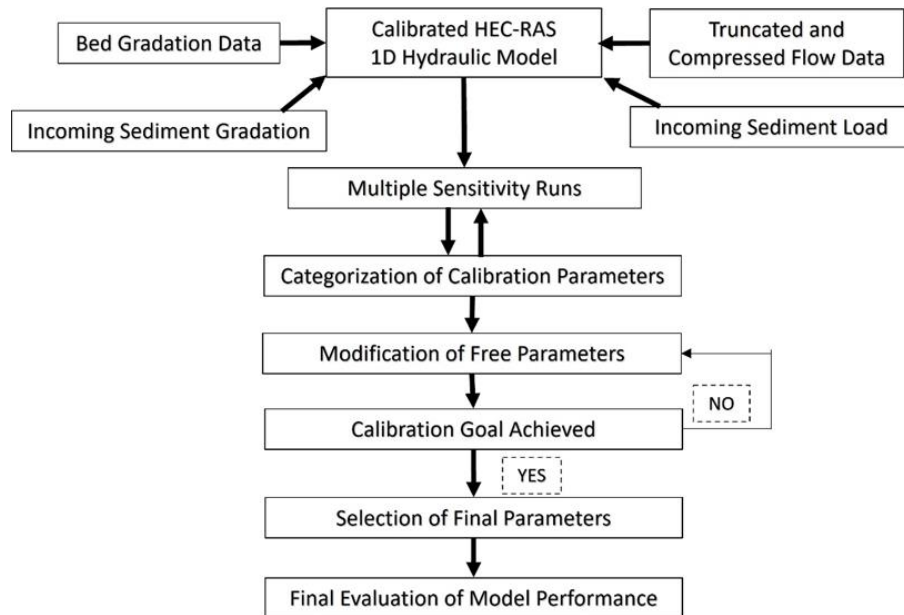 Bed Gradation Data
Calibrated HEC-RAS
1D Hydraulic Model
Truncated and
Compressed Flow Data
Incoming Sediment Gradation
Incoming Sediment Load
Multiple Sensitivity Runs
Categorization of Calibration Parameters
Modification of Free Parameters
NO
Calibration Goal Achieved
YES
Selection of Final Parameters
Final Evaluation of Model Performance